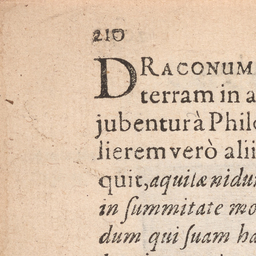 210
DRACONUM
terram in a
jubentur à Philo
lierem verò alii
quit, aquilæ nidu
in ſummitate mo
dum qui ſuam ha